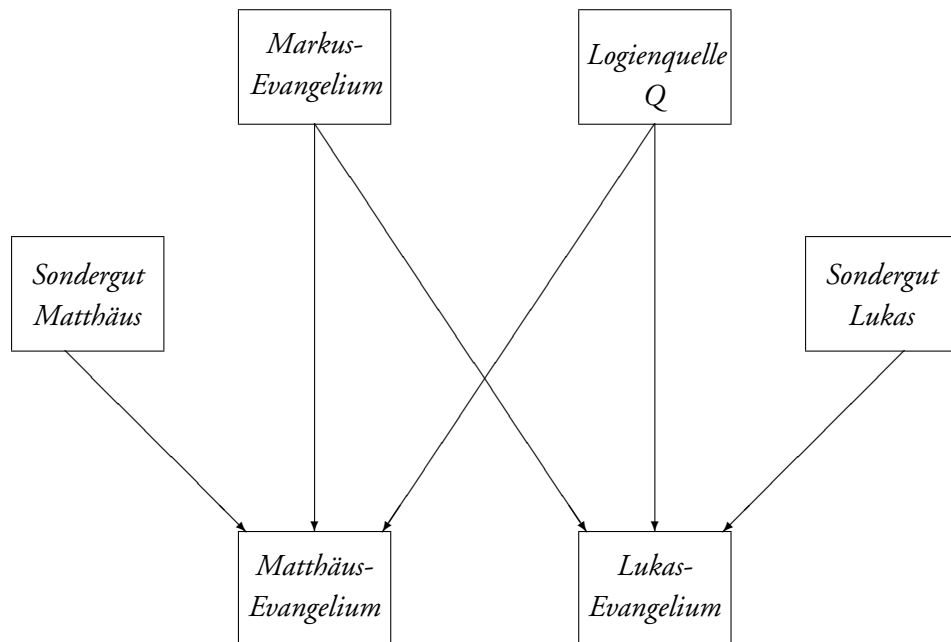 Markus-
Evangelium
Logienquelle
Q
Sondergut
Matthäus
Sondergut
Lukas
Matthäus-
Evangelium
Lukas-
Evangelium